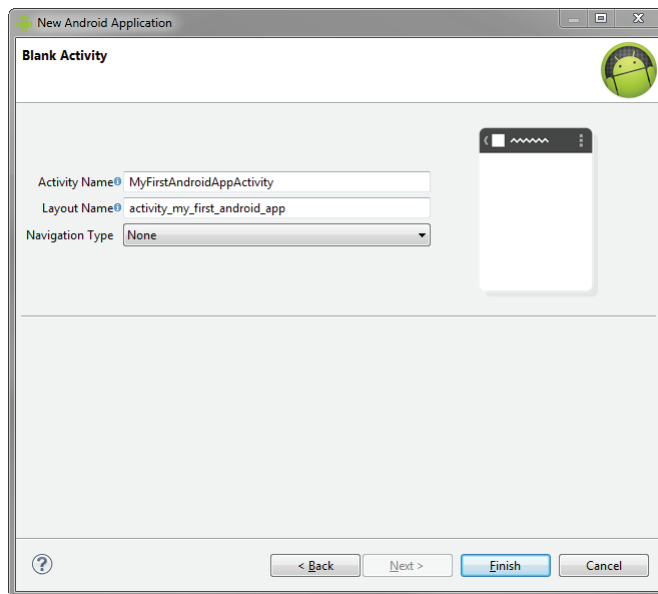 New Android Application
Blank Activity
Activity Name MyFirstAndroidAppActivity
Layout Name activity_my_first_android_app
Navigation Type None
< Back Next > Finish Cancel